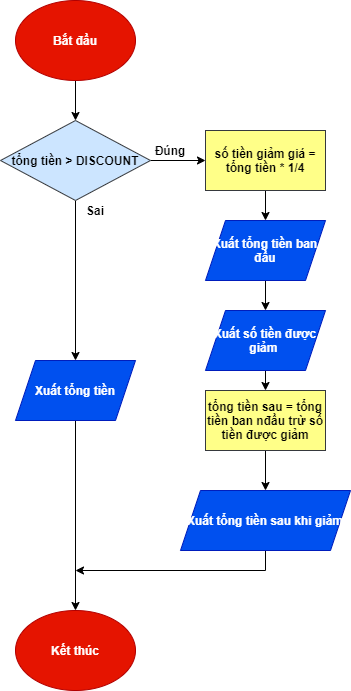 Bắt đầu
tổng tiền > DISCOUNT
Đúng
số tiền giảm giá =
tổng tiền * 1/4
Sai
Xuất tổng tiền ban
đầu
Xuất số tiền được
giảm
Xuất tổng tiền
tổng tiền sau = tổng
tiền ban nđầu trừ số
tiền được giảm
Xuất tổng tiền sau khi giảm
Kết thúc